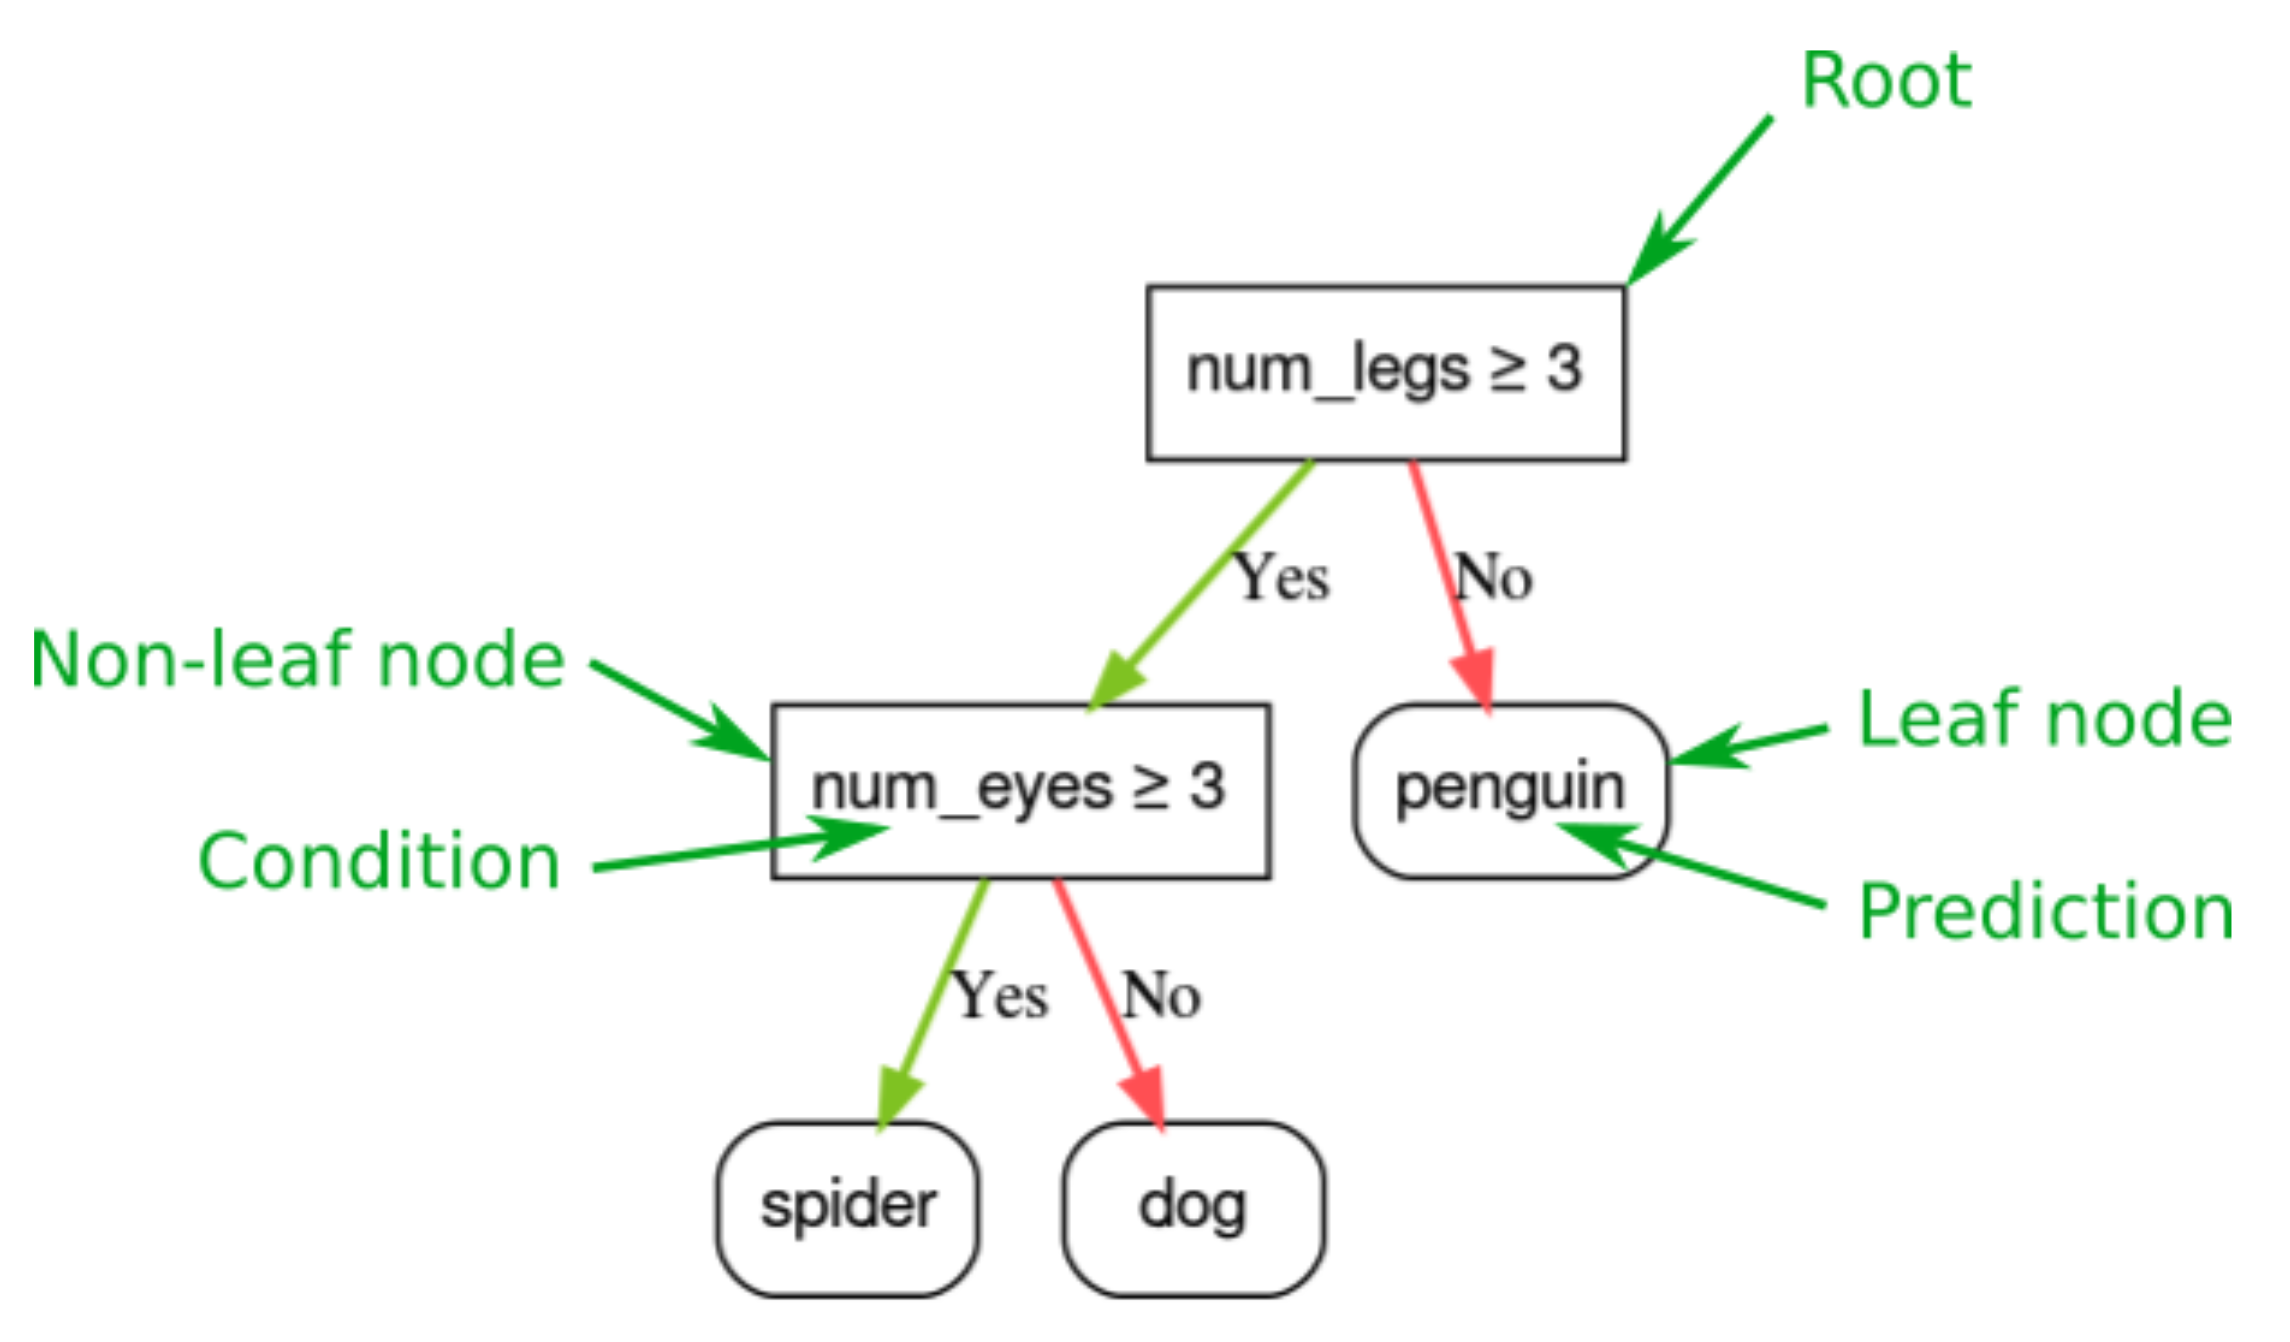 Root
num_legs ≥ 3
Yes
No
Non-leaf node
num_eyes ≥ 3
penguin
Leaf node
Condition
Prediction
Yes
No
spider
dog